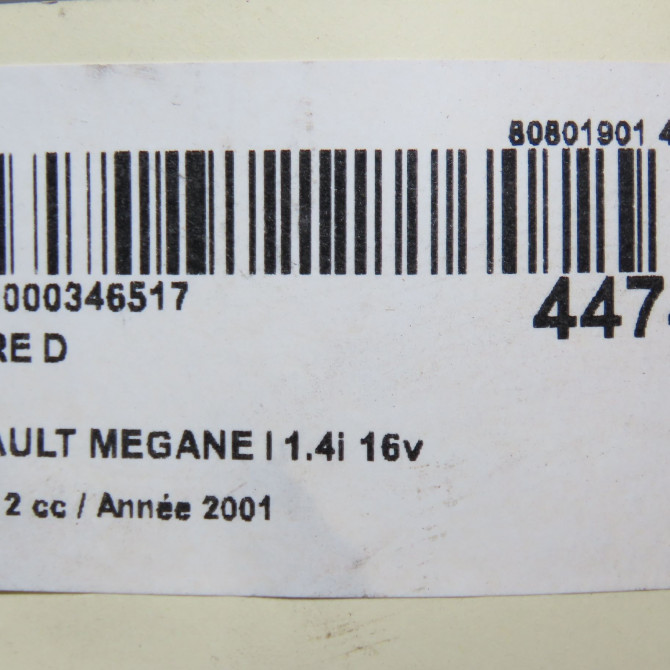 80801901 4
000346517
447
RE D
AULT MEGANE I 1.4i 16v
2 cc / Année 2001